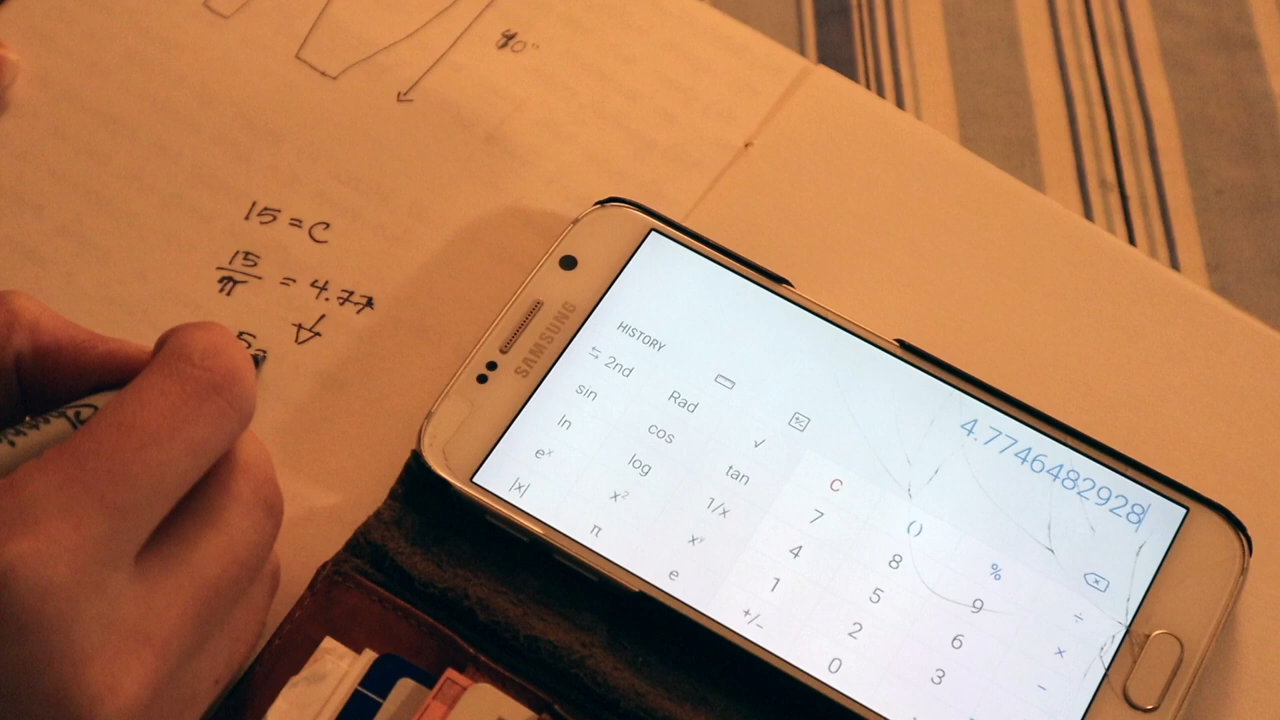 40"
15 = C
15
π = 4.77
5
SAMSUNG
HISTORY
4.7746482928
⇆ 2nd
Rad
√
C
()
%
sin
cos
tan
7
8
9
÷
ln
log
1/x
4
5
6
×
eˣ
x²
xʸ
1
2
3
−
|x|
π
e
+/−
0